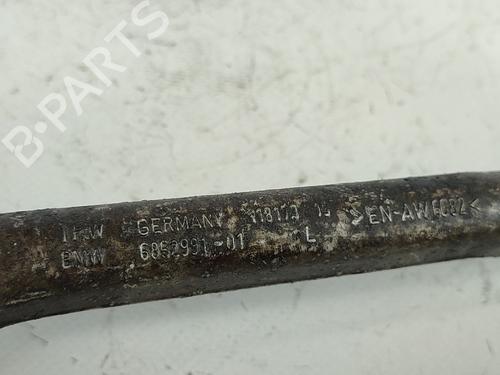 B-PARTS
TRW GERMANY 118173 >EN-AW6082<
BMW 6852991-01 L